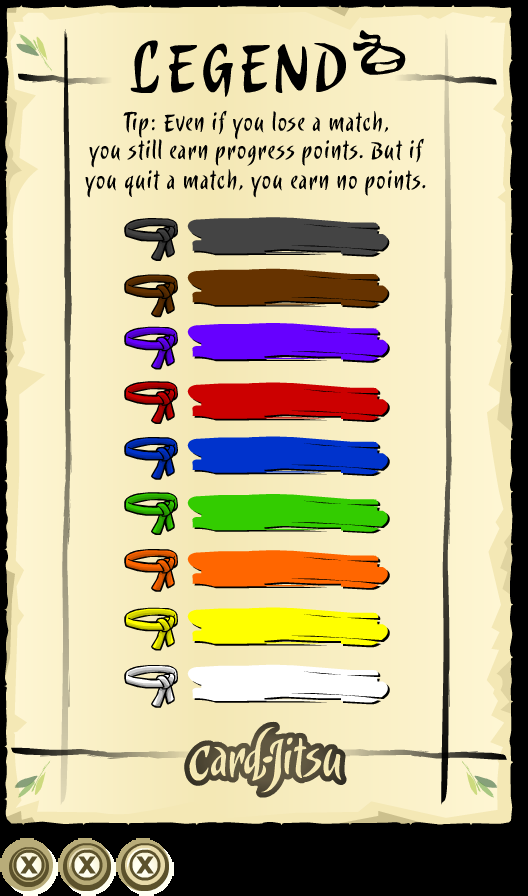 LEGEND
Tip: Even if you lose a match,
you still earn progress points. But if
you quit a match, you earn no points.
Card-Jitsu
X X X